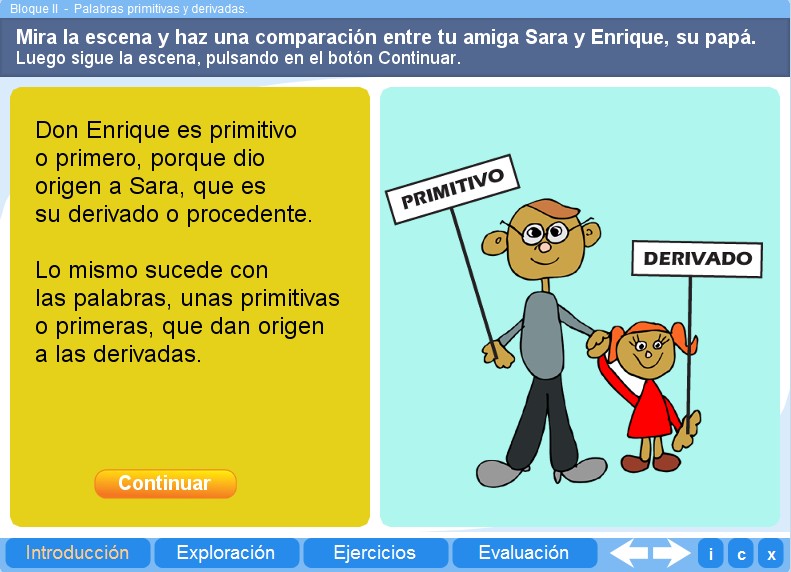 Bloque II - Palabras primitivas y derivadas.
Mira la escena y haz una comparación entre tu amiga Sara y Enrique, su papá.
Luego sigue la escena, pulsando en el botón Continuar.
Don Enrique es primitivo
o primero, porque dio
origen a Sara, que es
su derivado o procedente.
Lo mismo sucede con
las palabras, unas primitivas
o primeras, que dan origen
a las derivadas.
Continuar
PRIMITIVO
DERIVADO
Introducción Exploración Ejercicios Evaluación i c x